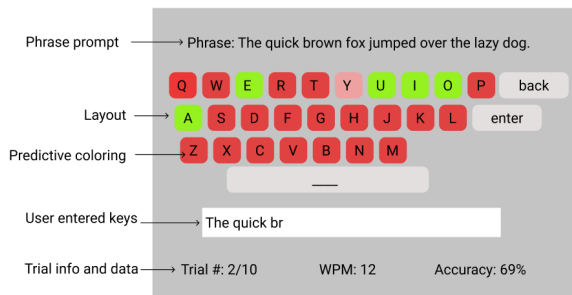 Phrase prompt Phrase: The quick brown fox jumped over the lazy dog.
Q W E R T Y U I O P back
Layout A S D F G H J K L enter
Predictive coloring Z X C V B N M
User entered keys The quick br
Trial info and data Trial #: 2/10 WPM: 12 Accuracy: 69%